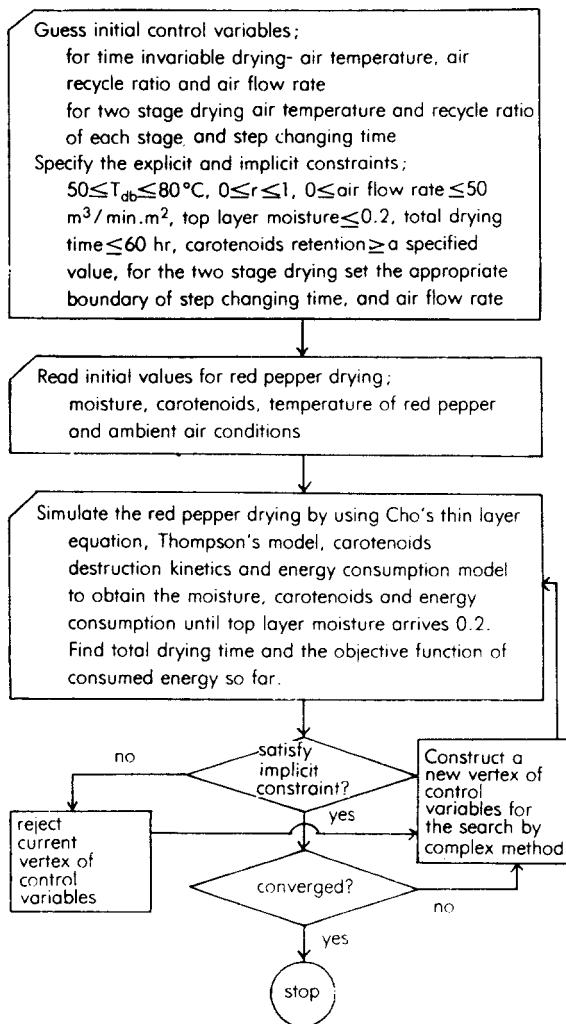 Guess initial control variables;
for time invariable drying- air temperature, air
recycle ratio and air flow rate
for two stage drying air temperature and recycle ratio
of each stage, and step changing time
Specify the explicit and implicit constraints;
50≤Tdb≤80°C, 0≤r≤1, 0≤air flow rate≤50
m³/min.m², top layer moisture≤0.2, total drying
time≤60 hr, carotenoids retention≥a specified
value, for the two stage drying set the appropriate
boundary of step changing time, and air flow rate
Read initial values for red pepper drying;
moisture, carotenoids, temperature of red pepper
and ambient air conditions
Simulate the red pepper drying by using Cho's thin layer
equation, Thompson's model, carotenoids
destruction kinetics and energy consumption model
to obtain the moisture, carotenoids and energy
consumption until top layer moisture arrives 0.2.
Find total drying time and the objective function of
consumed energy so far.
satisfy
implicit
constraint?
no
yes
reject
current
vertex of
control
variables
Construct a
new vertex of
control
variables for
the search by
complex method
converged?
no
yes
stop